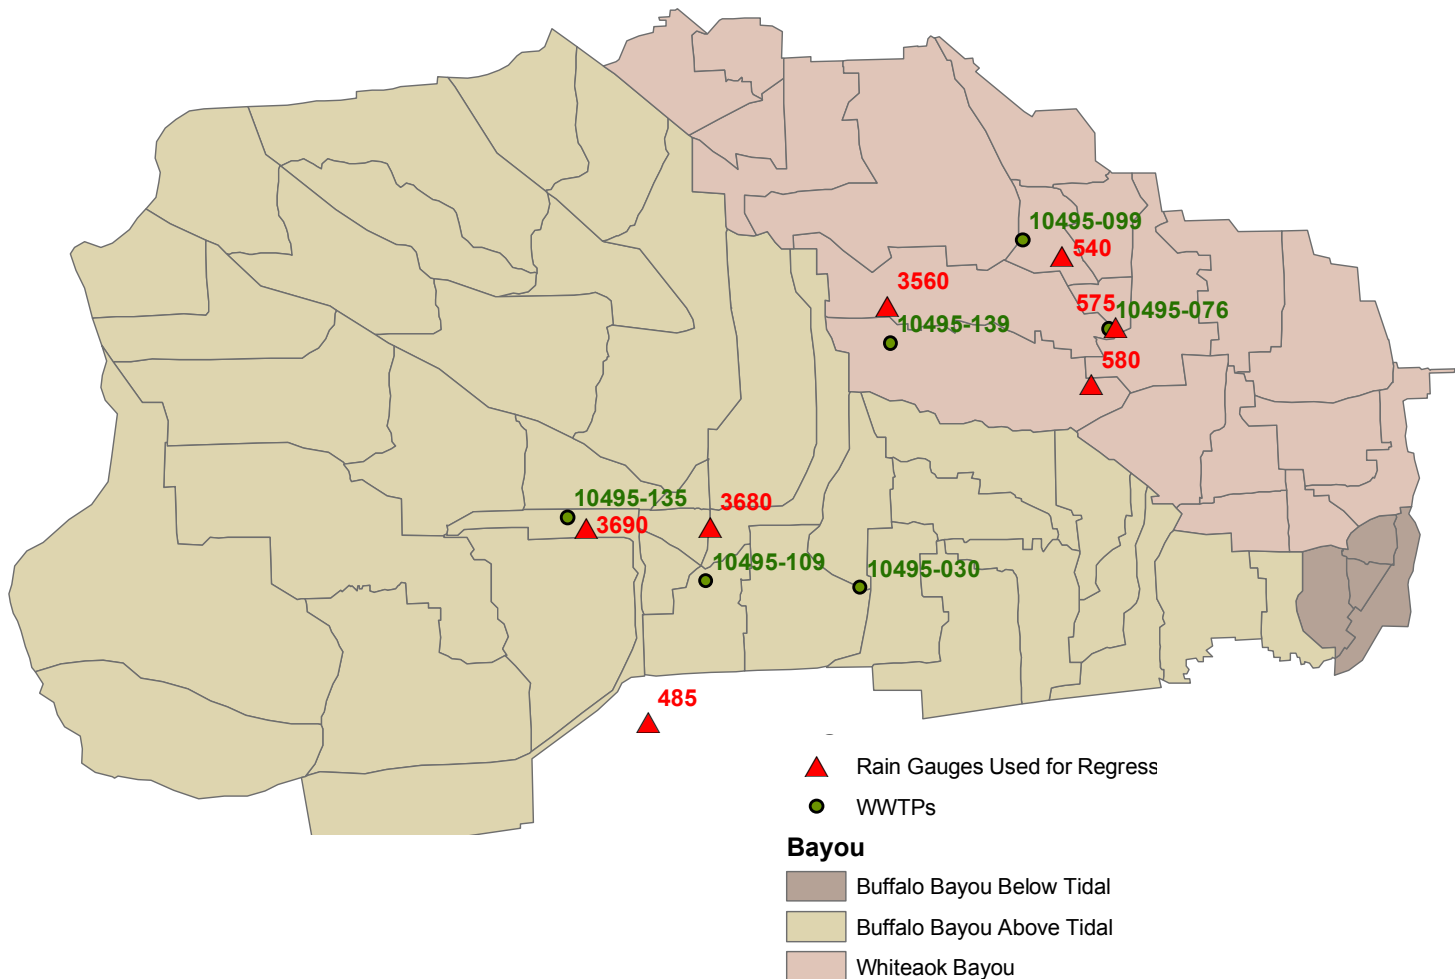 10495-099
540
3560
575
10495-076
10495-139
580
10495-135
3680
3690
10495-109
10495-030
485
Rain Gauges Used for Regress
WWTPs
Bayou
Buffalo Bayou Below Tidal
Buffalo Bayou Above Tidal
Whiteaok Bayou